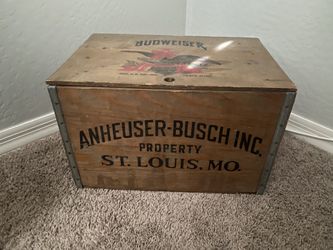 BUDWEISER
ANHEUSER-BUSCH INC.
PROPERTY
ST. LOUIS. MO.